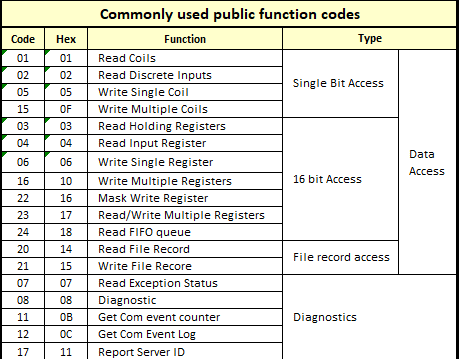 Commonly used public function codes
Code Hex Function Type
01 01 Read Coils
02 02 Read Discrete Inputs
Single Bit Access
05 05 Write Single Coil
15 0F Write Multiple Coils
03 03 Read Holding Registers
04 04 Read Input Register
Data Access
06 06 Write Single Register
16 10 Write Multiple Registers
16 bit Access
22 16 Mask Write Register
23 17 Read/Write Multiple Registers
24 18 Read FIFO queue
20 14 Read File Record
File record access
21 15 Write File Recore
07 07 Read Exception Status
08 08 Diagnostic
11 0B Get Com event counter
Diagnostics
12 0C Get Com Event Log
17 11 Report Server ID